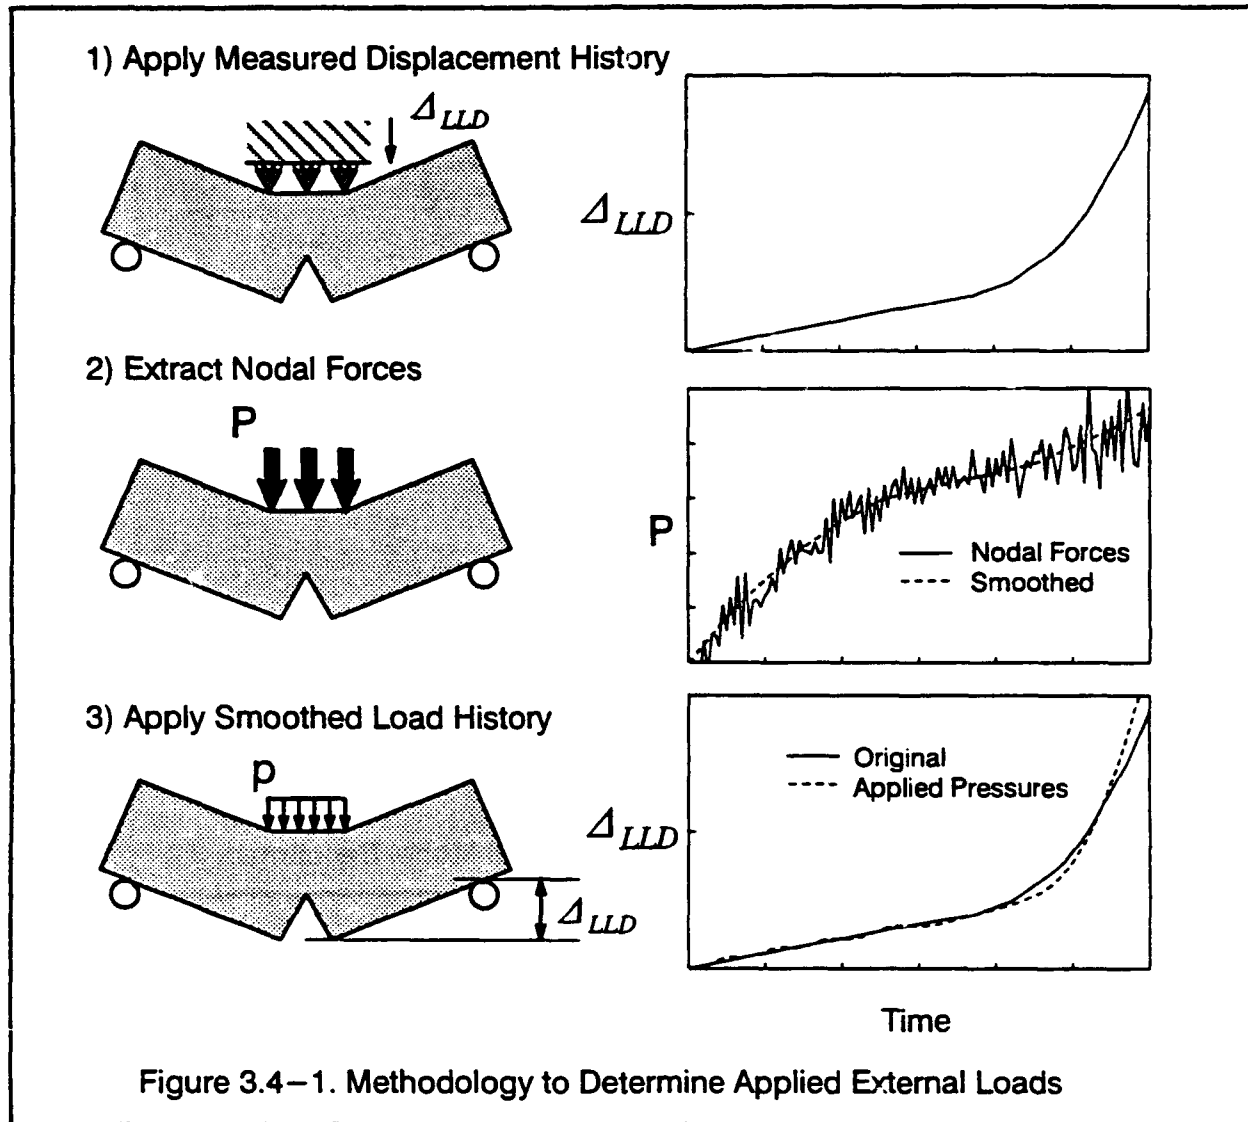 1) Apply Measured Displacement History
Δ LLD
Δ LLD
2) Extract Nodal Forces
P
P
Nodal Forces
Smoothed
3) Apply Smoothed Load History
p
Δ LLD
Original
Applied Pressures
Δ LLD
Time
Figure 3.4–1. Methodology to Determine Applied External Loads